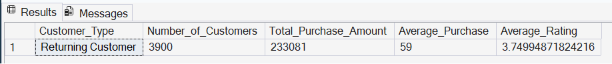 Results Messages
Customer_Type Number_of_Customers Total_Purchase_Amount Average_Purchase Average_Rating
1 Returning Customer 3900 233081 59 3.74994871824216